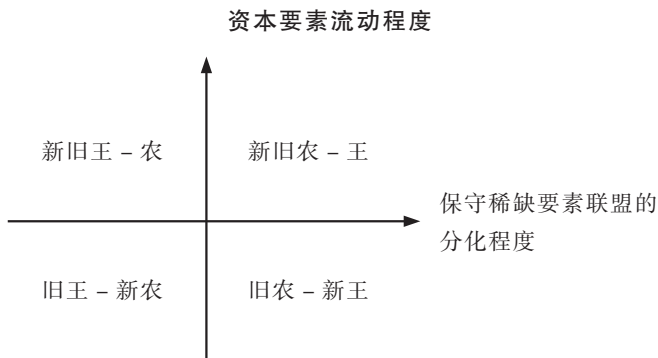 资本要素流动程度
新旧王 – 农
新旧农 – 王
保守稀缺要素联盟的
分化程度
旧王 – 新农
旧农 – 新王